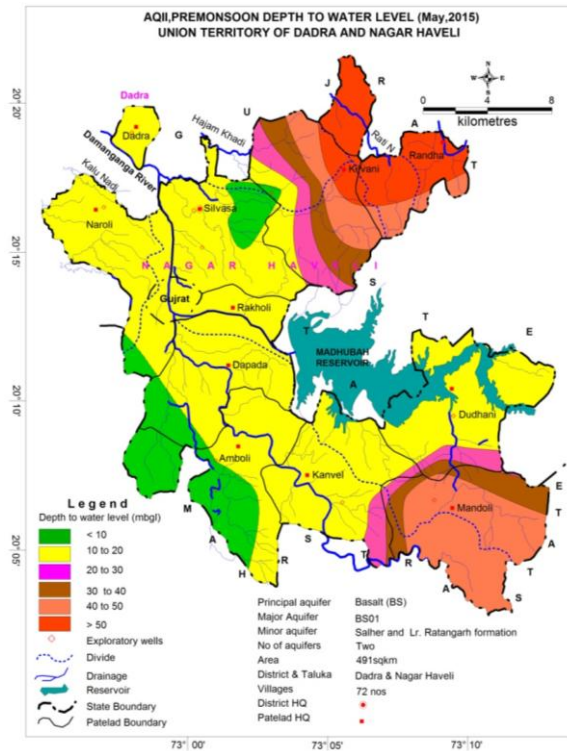 AQII,PREMONSOON DEPTH TO WATER LEVEL (May,2015)
UNION TERRITORY OF DADRA AND NAGAR HAVELI
20° 20'
20° 15'
20° 10'
20° 05'
N
W
E
S
0 4 8
kilometres
Dadra
Dadra
G U J R A T
Hajam Khadi
Rati N
Randha
Kilvani
Damanganga River
Kalu Nadi
Silvasa
Naroli
NAGAR HAVELI
Gujrat
Rakholi
S T A T E
MADHUBAH
RESERVOIR
Dapada
Dudhani
Amboli
Kanvel
Mandoli
M A H R S T R A S T A T E
Legend
Depth to water level (mbgl)
< 10
10 to 20
20 to 30
30 to 40
40 to 50
> 50
Exploratory wells
Divide
Drainage
Reservoir
State Boundary
Patelad Boundary
Principal aquifer Basalt (BS)
Major Aquifer BS01
Minor aquifer Salher and Lr. Ratangarh formation
No of aquifers Two
Area 491sqkm
District & Taluka Dadra & Nagar Haveli
Villages 72 nos
District HQ
Patelad HQ
73° 00' 73° 05' 73° 10'